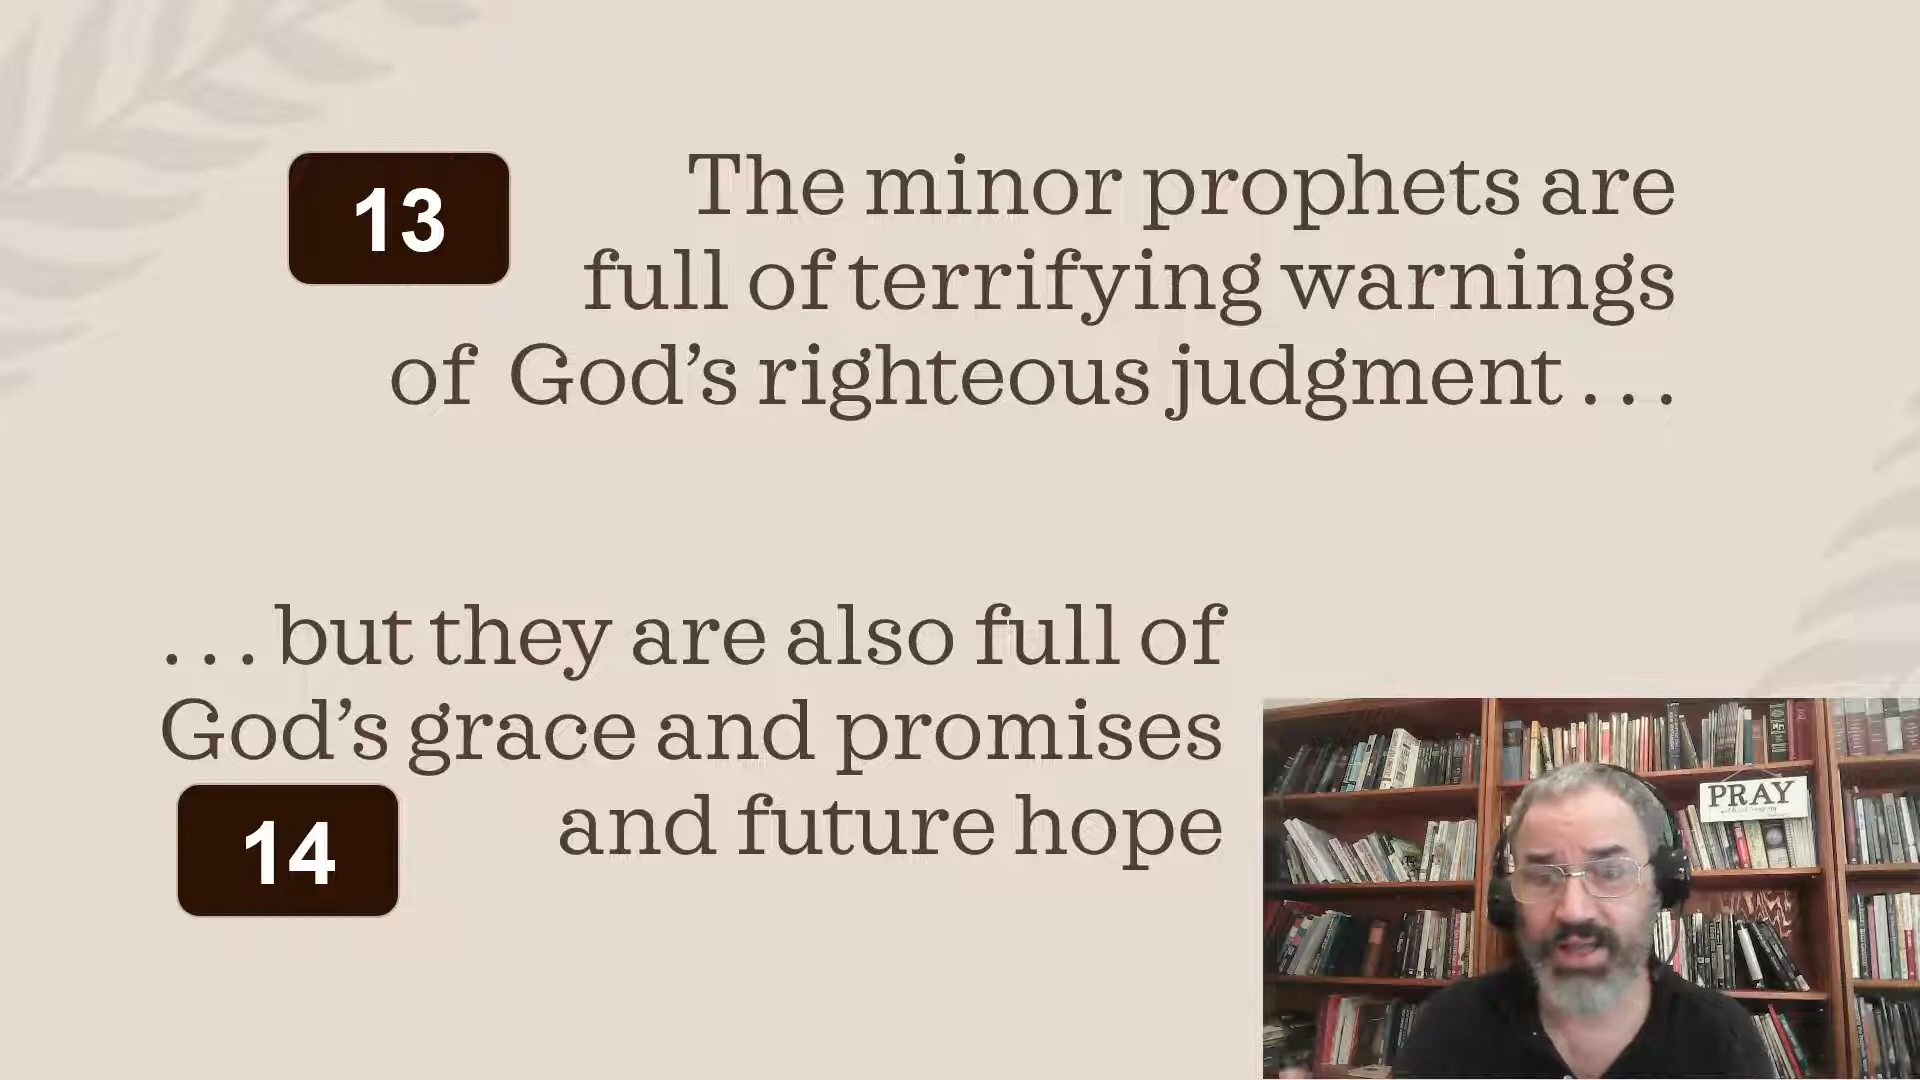 13
The minor prophets are
full of terrifying warnings
of God’s righteous judgment . . .
. . . but they are also full of
God’s grace and promises
and future hope
14
PRAY